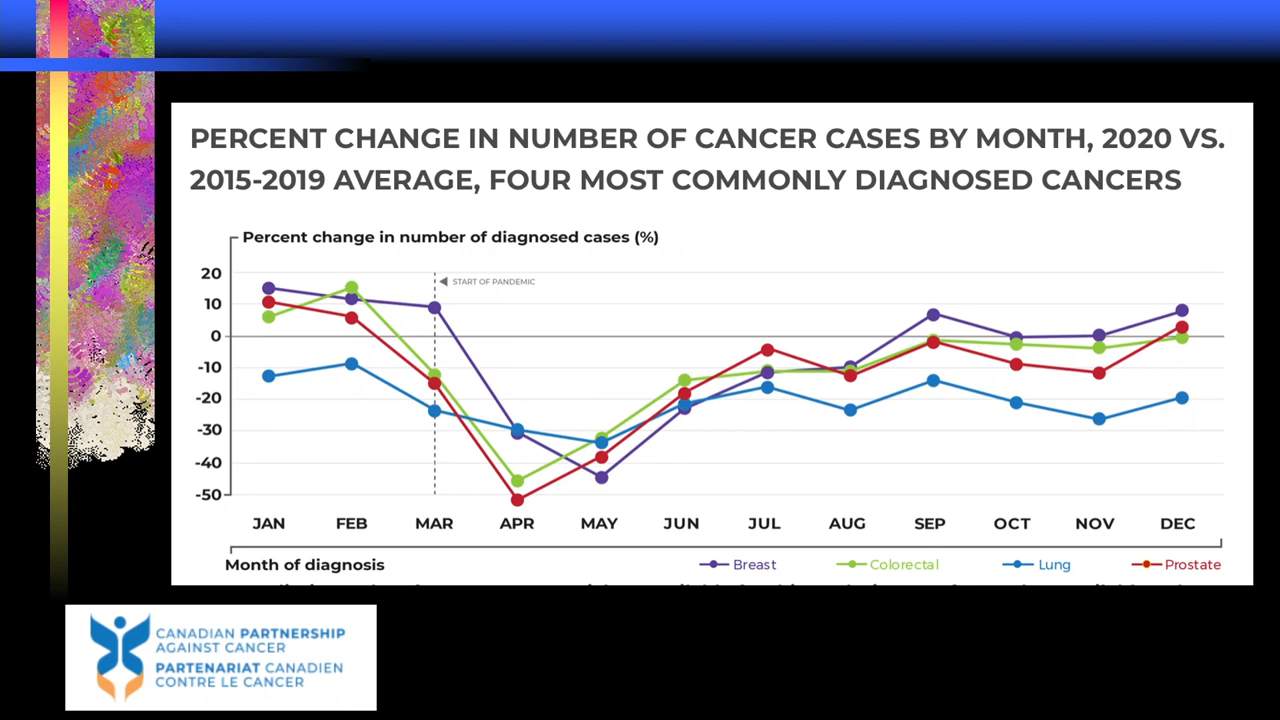 PERCENT CHANGE IN NUMBER OF CANCER CASES BY MONTH, 2020 VS.
2015-2019 AVERAGE, FOUR MOST COMMONLY DIAGNOSED CANCERS
Percent change in number of diagnosed cases (%)
START OF PANDEMIC
20
10
0
-10
-20
-30
-40
-50
JAN FEB MAR APR MAY JUN JUL AUG SEP OCT NOV DEC
Month of diagnosis
Breast Colorectal Lung Prostate
CANADIAN PARTNERSHIP
AGAINST CANCER
PARTENARIAT CANADIEN
CONTRE LE CANCER